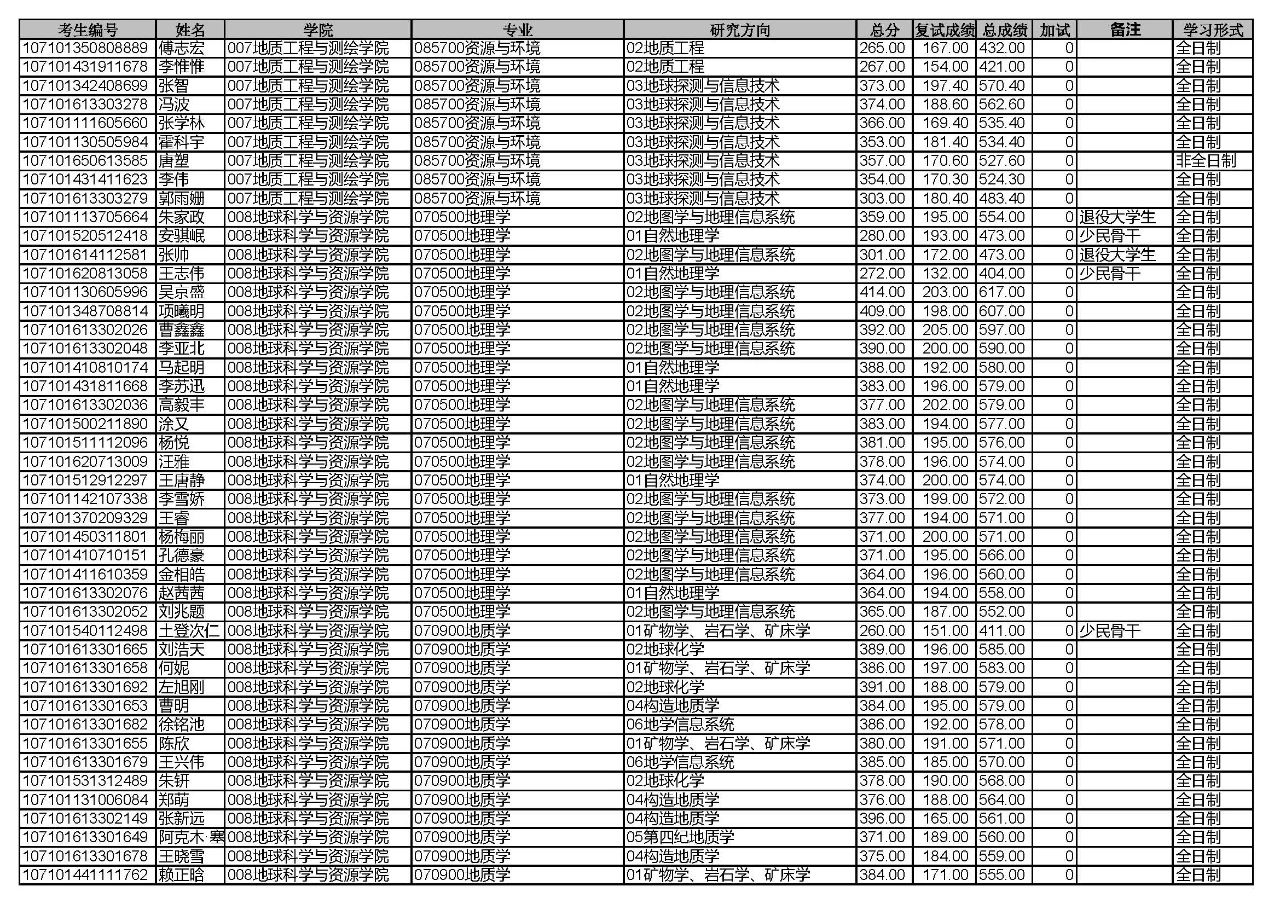 考生编号 姓名 学院 专业 研究方向 总分 复试成绩 总成绩 加试 备注 学习形式
107101350808889 傅志宏 007地质工程与测绘学院 085700资源与环境 02地质工程 265.00 167.00 432.00 0 全日制
107101431911678 李惟惟 007地质工程与测绘学院 085700资源与环境 02地质工程 267.00 154.00 421.00 0 全日制
107101342408699 张智 007地质工程与测绘学院 085700资源与环境 03地球探测与信息技术 373.00 197.40 570.40 0 全日制
107101613303278 冯波 007地质工程与测绘学院 085700资源与环境 03地球探测与信息技术 374.00 188.60 562.60 0 全日制
107101111605660 张学林 007地质工程与测绘学院 085700资源与环境 03地球探测与信息技术 366.00 169.40 535.40 0 全日制
107101130505984 霍科宇 007地质工程与测绘学院 085700资源与环境 03地球探测与信息技术 353.00 181.40 534.40 0 全日制
107101650613585 唐塑 007地质工程与测绘学院 085700资源与环境 03地球探测与信息技术 357.00 170.60 527.60 0 非全日制
107101431411623 李伟 007地质工程与测绘学院 085700资源与环境 03地球探测与信息技术 354.00 170.30 524.30 0 全日制
107101613303279 郭雨姗 007地质工程与测绘学院 085700资源与环境 03地球探测与信息技术 303.00 180.40 483.40 0 全日制
107101113705664 朱家政 008地球科学与资源学院 070500地理学 02地图学与地理信息系统 359.00 195.00 554.00 0 退役大学生 全日制
107101520512418 安骐岷 008地球科学与资源学院 070500地理学 01自然地理学 280.00 193.00 473.00 0 少民骨干 全日制
107101614112581 张帅 008地球科学与资源学院 070500地理学 02地图学与地理信息系统 301.00 172.00 473.00 0 退役大学生 全日制
107101620813058 王志伟 008地球科学与资源学院 070500地理学 01自然地理学 272.00 132.00 404.00 0 少民骨干 全日制
107101130605996 吴京盛 008地球科学与资源学院 070500地理学 02地图学与地理信息系统 414.00 203.00 617.00 0 全日制
107101348708814 项曦明 008地球科学与资源学院 070500地理学 02地图学与地理信息系统 409.00 198.00 607.00 0 全日制
107101613302026 曹鑫鑫 008地球科学与资源学院 070500地理学 02地图学与地理信息系统 392.00 205.00 597.00 0 全日制
107101613302048 李亚北 008地球科学与资源学院 070500地理学 02地图学与地理信息系统 390.00 200.00 590.00 0 全日制
107101410810174 马起明 008地球科学与资源学院 070500地理学 01自然地理学 388.00 192.00 580.00 0 全日制
107101431811668 李苏迅 008地球科学与资源学院 070500地理学 01自然地理学 383.00 196.00 579.00 0 全日制
107101613302036 高毅丰 008地球科学与资源学院 070500地理学 02地图学与地理信息系统 377.00 202.00 579.00 0 全日制
107101500211890 涂又 008地球科学与资源学院 070500地理学 02地图学与地理信息系统 383.00 194.00 577.00 0 全日制
107101511112096 杨悦 008地球科学与资源学院 070500地理学 02地图学与地理信息系统 381.00 195.00 576.00 0 全日制
107101620713009 汪雅 008地球科学与资源学院 070500地理学 02地图学与地理信息系统 378.00 196.00 574.00 0 全日制
107101512912297 王唐静 008地球科学与资源学院 070500地理学 01自然地理学 374.00 200.00 574.00 0 全日制
107101142107338 李雪娇 008地球科学与资源学院 070500地理学 02地图学与地理信息系统 373.00 199.00 572.00 0 全日制
107101370209329 王睿 008地球科学与资源学院 070500地理学 02地图学与地理信息系统 377.00 194.00 571.00 0 全日制
107101450311801 杨梅丽 008地球科学与资源学院 070500地理学 02地图学与地理信息系统 371.00 200.00 571.00 0 全日制
107101410710151 孔德豪 008地球科学与资源学院 070500地理学 02地图学与地理信息系统 371.00 195.00 566.00 0 全日制
107101411610359 金相皓 008地球科学与资源学院 070500地理学 02地图学与地理信息系统 364.00 196.00 560.00 0 全日制
107101613302076 赵茜茜 008地球科学与资源学院 070500地理学 01自然地理学 364.00 194.00 558.00 0 全日制
107101613302052 刘兆题 008地球科学与资源学院 070500地理学 02地图学与地理信息系统 365.00 187.00 552.00 0 全日制
107101540112498 土登次仁 008地球科学与资源学院 070900地质学 01矿物学、岩石学、矿床学 260.00 151.00 411.00 0 少民骨干 全日制
107101613301665 刘浩天 008地球科学与资源学院 070900地质学 02地球化学 389.00 196.00 585.00 0 全日制
107101613301658 何妮 008地球科学与资源学院 070900地质学 01矿物学、岩石学、矿床学 386.00 197.00 583.00 0 全日制
107101613301692 左旭刚 008地球科学与资源学院 070900地质学 02地球化学 391.00 188.00 579.00 0 全日制
107101613301653 曹明 008地球科学与资源学院 070900地质学 04构造地质学 384.00 195.00 579.00 0 全日制
107101613301682 徐铭池 008地球科学与资源学院 070900地质学 06地学信息系统 386.00 192.00 578.00 0 全日制
107101613301655 陈欣 008地球科学与资源学院 070900地质学 01矿物学、岩石学、矿床学 380.00 191.00 571.00 0 全日制
107101613301679 王兴伟 008地球科学与资源学院 070900地质学 06地学信息系统 385.00 185.00 570.00 0 全日制
107101531312489 朱钘 008地球科学与资源学院 070900地质学 02地球化学 378.00 190.00 568.00 0 全日制
107101131006084 郑萌 008地球科学与资源学院 070900地质学 04构造地质学 376.00 188.00 564.00 0 全日制
107101613302149 张新远 008地球科学与资源学院 070900地质学 04构造地质学 396.00 165.00 561.00 0 全日制
107101613301649 阿克木·寒 008地球科学与资源学院 070900地质学 05第四纪地质学 371.00 189.00 560.00 0 全日制
107101613301678 王晓雪 008地球科学与资源学院 070900地质学 04构造地质学 375.00 184.00 559.00 0 全日制
107101441111762 赖正晗 008地球科学与资源学院 070900地质学 01矿物学、岩石学、矿床学 384.00 171.00 555.00 0 全日制